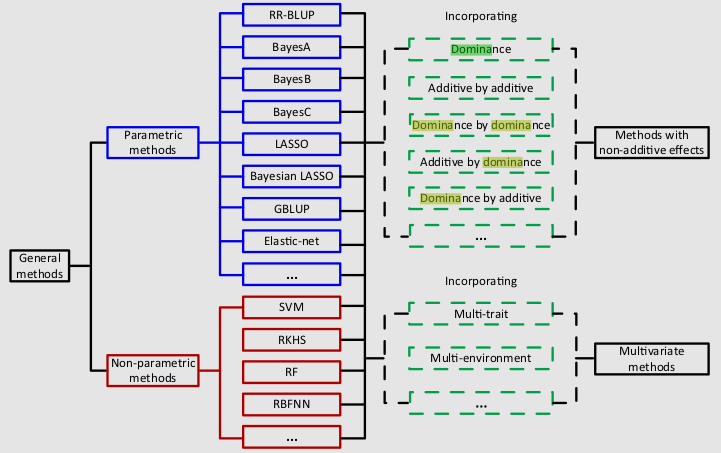 General
methods
Parametric
methods
Non-parametric
methods
RR-BLUP
BayesA
BayesB
BayesC
LASSO
Bayesian LASSO
GBLUP
Elastic-net
...
SVM
RKHS
RF
RBFNN
...
Incorporating
Dominance
Additive by additive
Dominance by dominance
Additive by dominance
Dominance by additive
...
Incorporating
Multi-trait
Multi-environment
...
Methods with
non-additive effects
Multivariate
methods